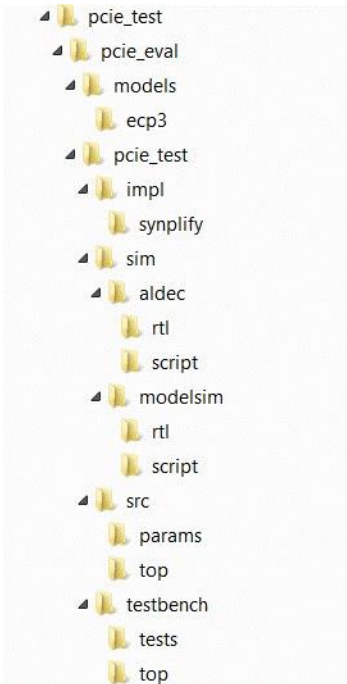 pcie_test
pcie_eval
models
ecp3
pcie_test
impl
synplify
sim
aldec
rtl
script
modelsim
rtl
script
src
params
top
testbench
tests
top